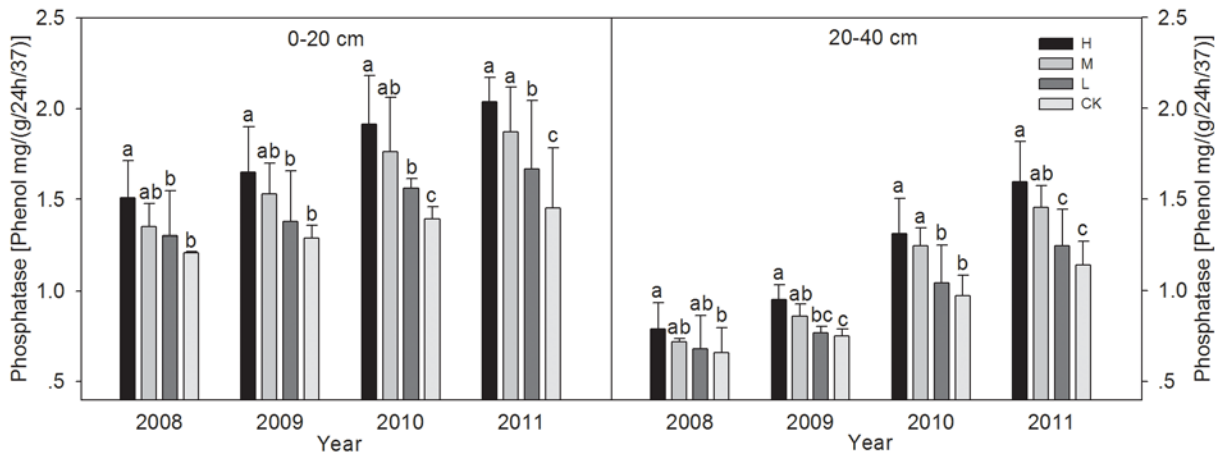 Phosphatase [Phenol mg/(g/24h/37)]
2.5
2.0
1.5
1.0
.5
0-20 cm
a
ab
b
b
a
ab
b
b
a
ab
b
c
a
a
b
c
2008
2009
2010
2011
Year
20-40 cm
H
M
L
CK
a
ab
ab
b
a
ab
bc
c
a
a
b
b
a
ab
c
c
2008
2009
2010
2011
Year
2.5
2.0
1.5
1.0
.5
Phosphatase [Phenol mg/(g/24h/37)]